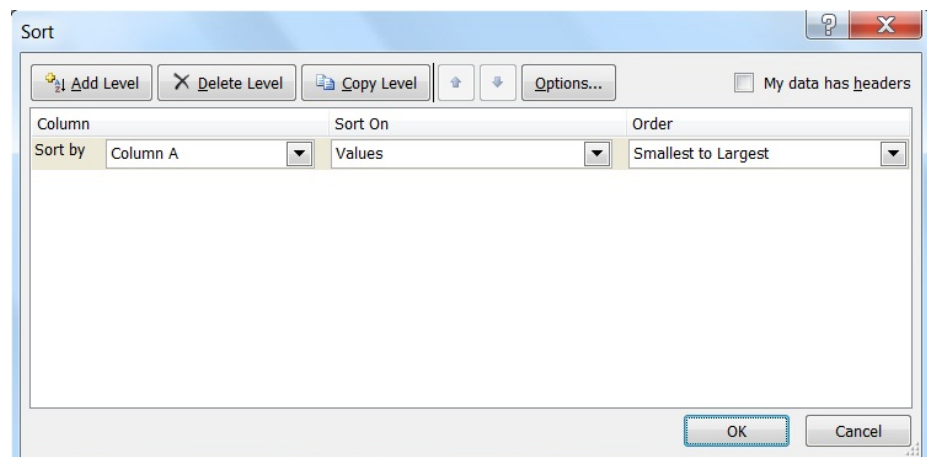 Sort
Add Level Delete Level Copy Level Options... My data has headers
Column Sort On Order
Sort by Column A Values Smallest to Largest
OK Cancel